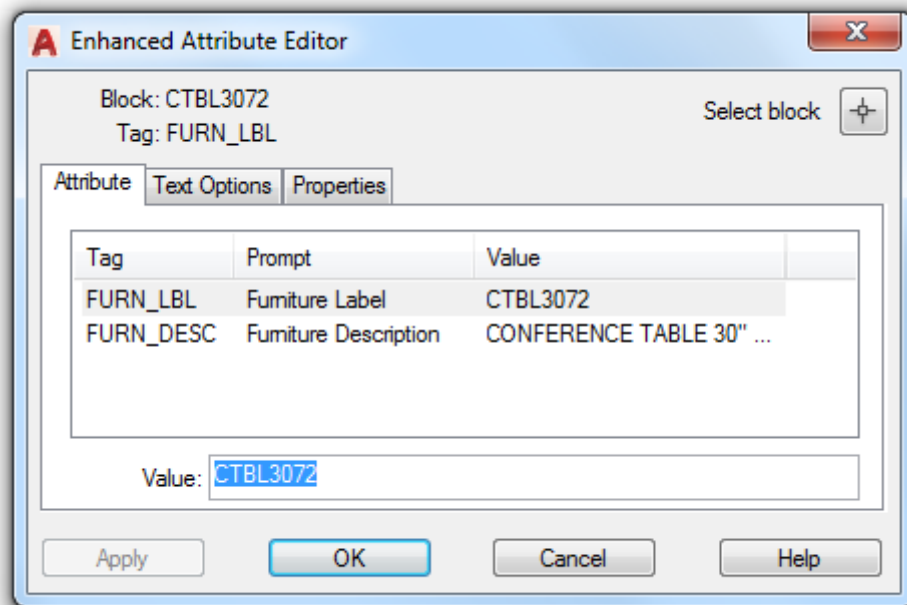 Enhanced Attribute Editor
Block: CTBL3072
Select block
Tag: FURN_LBL
Attribute Text Options Properties
Tag Prompt Value
FURN_LBL Furniture Label CTBL3072
FURN_DESC Furniture Description CONFERENCE TABLE 30" ...
Value: CTBL3072
Apply OK Cancel Help